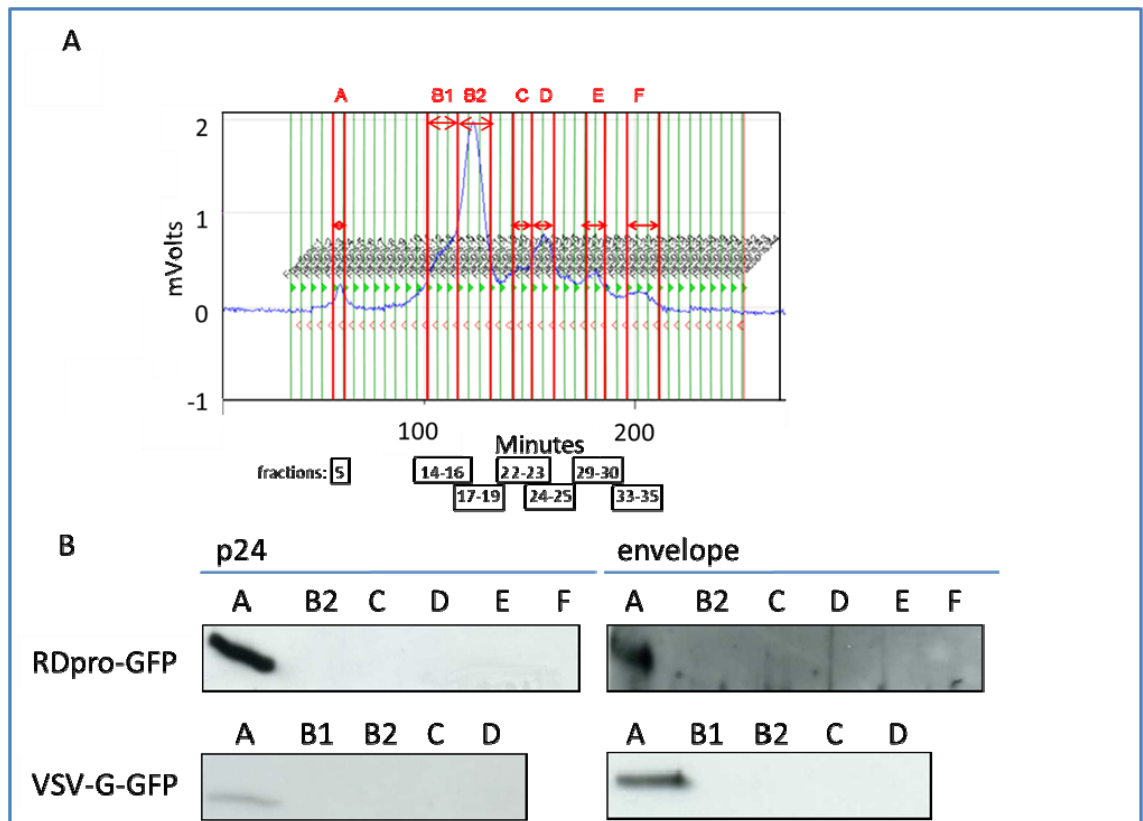 A
A B1 B2 C D E F
2
1
0
-1
mVolts
100 200
Minutes
fractions: 5 14-16 22-23 29-30
17-19 24-25 33-35
B
p24 envelope
A B2 C D E F A B2 C D E F
RDpro-GFP
A B1 B2 C D A B1 B2 C D
VSV-G-GFP